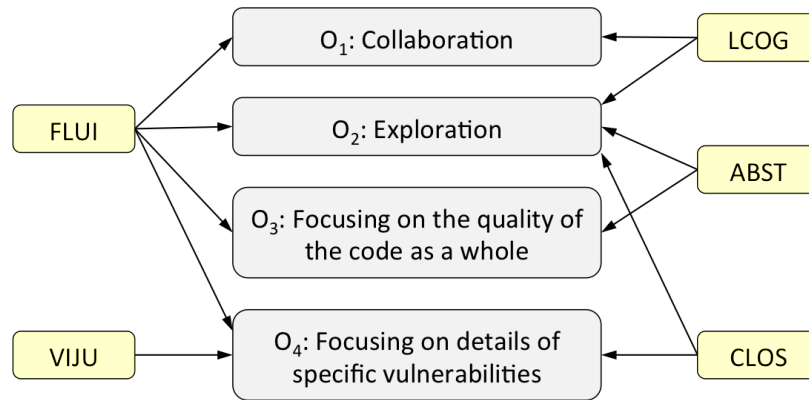 O₁: Collaboration
LCOG
FLUI
O₂: Exploration
ABST
O₃: Focusing on the quality of
the code as a whole
VIJU
O₄: Focusing on details of
specific vulnerabilities
CLOS